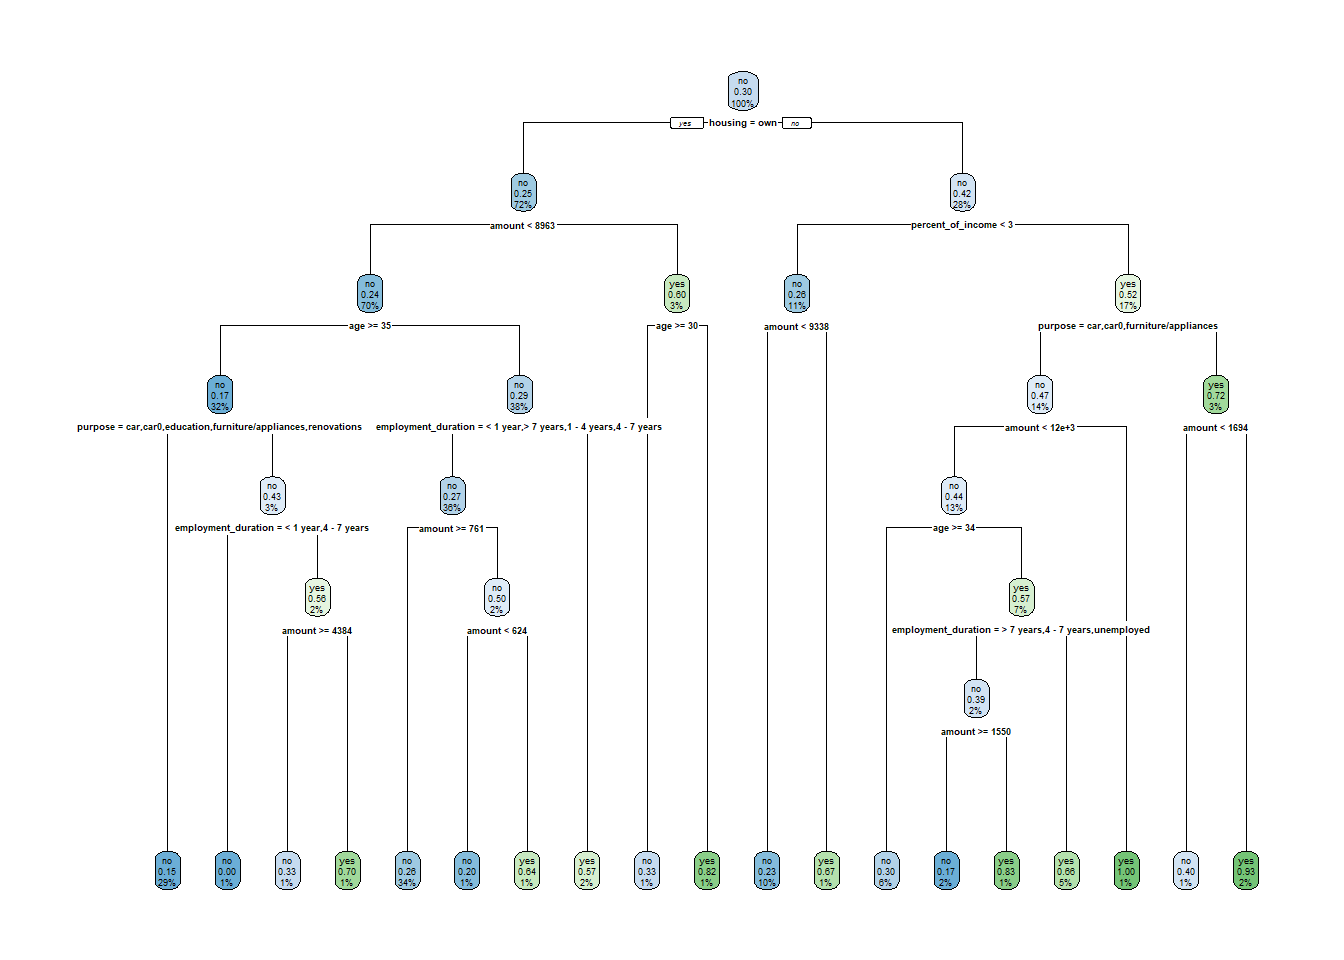 no
0.30
100%
yes
housing = own
no
no
0.25
72%
no
0.42
28%
amount < 8963
percent_of_income < 3
no
0.24
70%
yes
0.60
3%
no
0.26
11%
yes
0.52
17%
age >= 35
age >= 30
amount < 9338
purpose = car,car0,furniture/appliances
no
0.17
32%
no
0.29
38%
no
0.47
14%
yes
0.72
3%
purpose = car,car0,education,furniture/appliances,renovations
employment_duration = < 1 year,> 7 years,1 - 4 years,4 - 7 years
amount < 12e+3
amount < 1694
no
0.43
3%
no
0.27
36%
no
0.44
13%
employment_duration = < 1 year,4 - 7 years
amount >= 761
age >= 34
yes
0.56
2%
no
0.50
2%
yes
0.57
7%
amount >= 4384
amount < 624
employment_duration = > 7 years,4 - 7 years,unemployed
no
0.39
2%
amount >= 1550
no
0.15
29%
no
0.00
1%
no
0.33
1%
yes
0.70
1%
no
0.26
34%
no
0.20
1%
yes
0.64
1%
yes
0.57
2%
no
0.33
1%
yes
0.82
1%
no
0.23
10%
yes
0.67
1%
no
0.30
6%
no
0.17
2%
yes
0.83
1%
yes
0.66
5%
yes
1.00
1%
no
0.40
1%
yes
0.93
2%